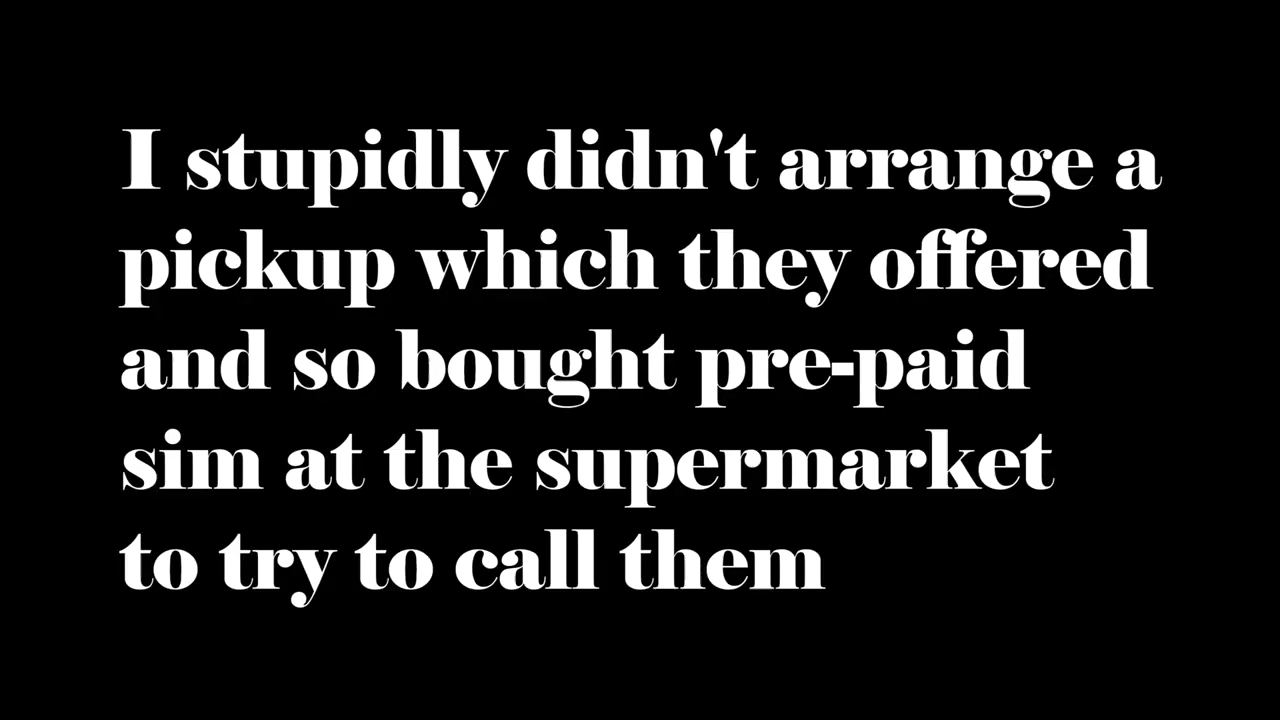 I stupidly didn't arrange a
pickup which they offered
and so bought pre-paid
sim at the supermarket
to try to call them